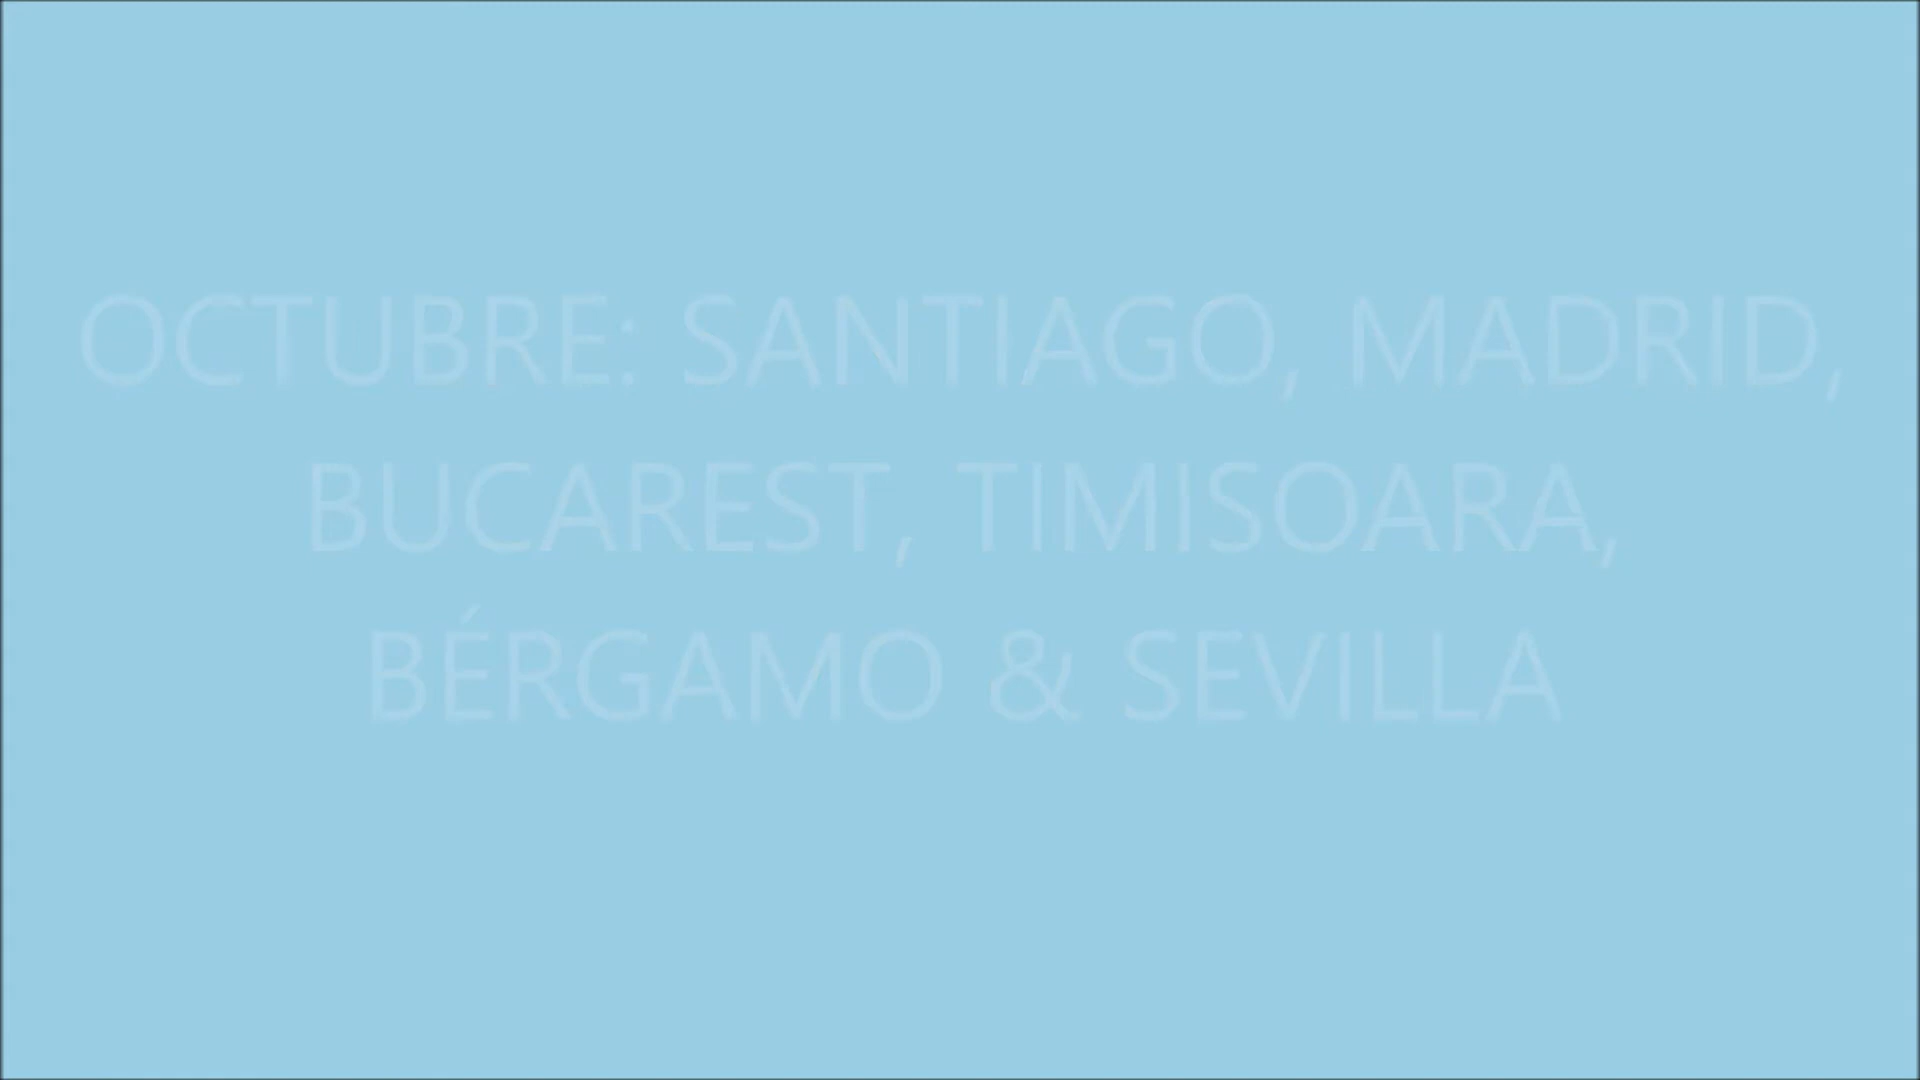 OCTUBRE: SANTIAGO, MADRID,
BUCAREST, TIMISOARA,
BÉRGAMO & SEVILLA